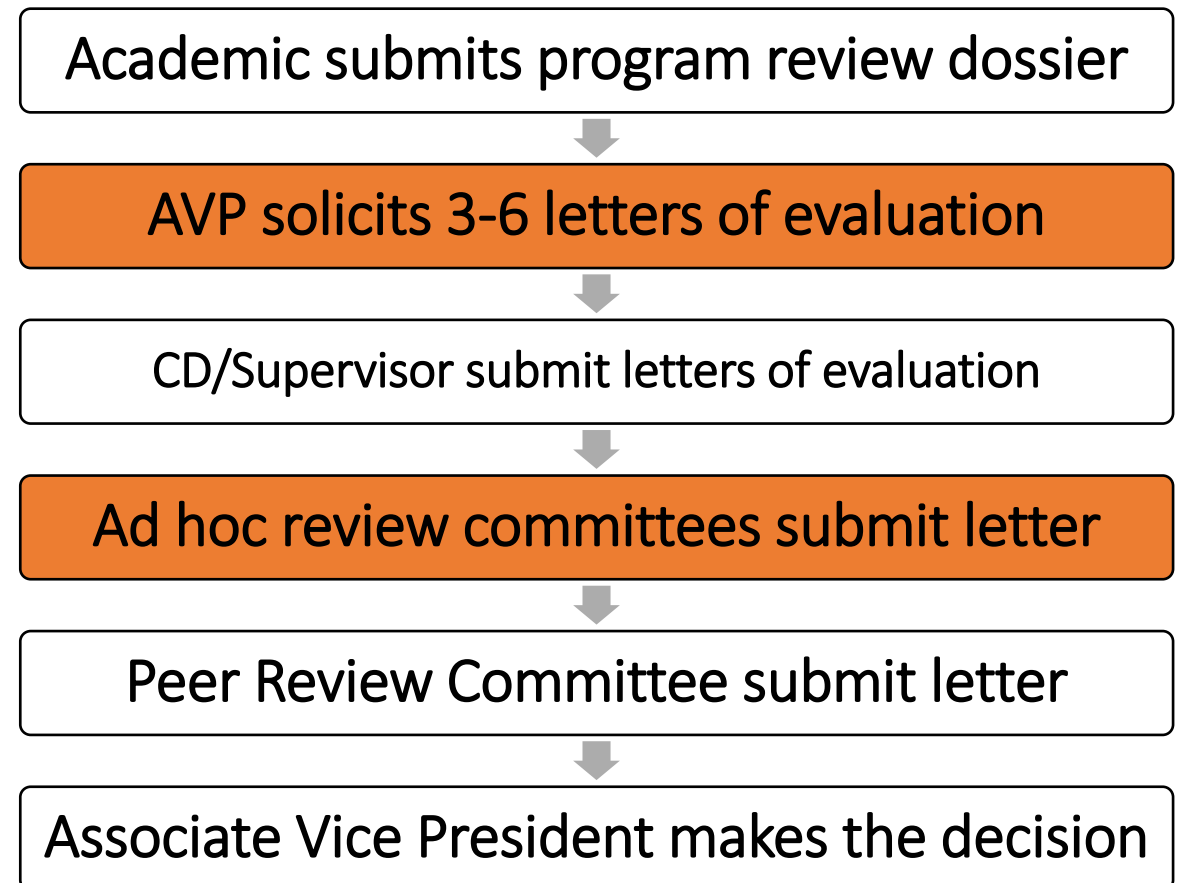 Academic submits program review dossier
AVP solicits 3-6 letters of evaluation
CD/Supervisor submit letters of evaluation
Ad hoc review committees submit letter
Peer Review Committee submit letter
Associate Vice President makes the decision